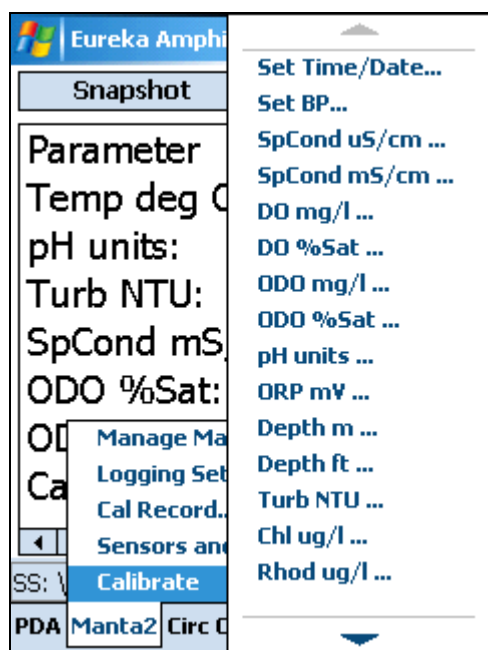 Eureka Amphi
Snapshot
Parameter
Temp deg C
pH units:
Turb NTU:
SpCond mS/
ODO %Sat:
OD
Ca
Manage Ma
Logging Set
Cal Record..
Sensors and
Calibrate
SS: \
PDA Manta2 Circ C
Set Time/Date...
Set BP...
SpCond uS/cm ...
SpCond mS/cm ...
DO mg/l ...
DO %Sat ...
ODO mg/l ...
ODO %Sat ...
pH units ...
ORP mV ...
Depth m ...
Depth ft ...
Turb NTU ...
Chl ug/l ...
Rhod ug/l ...